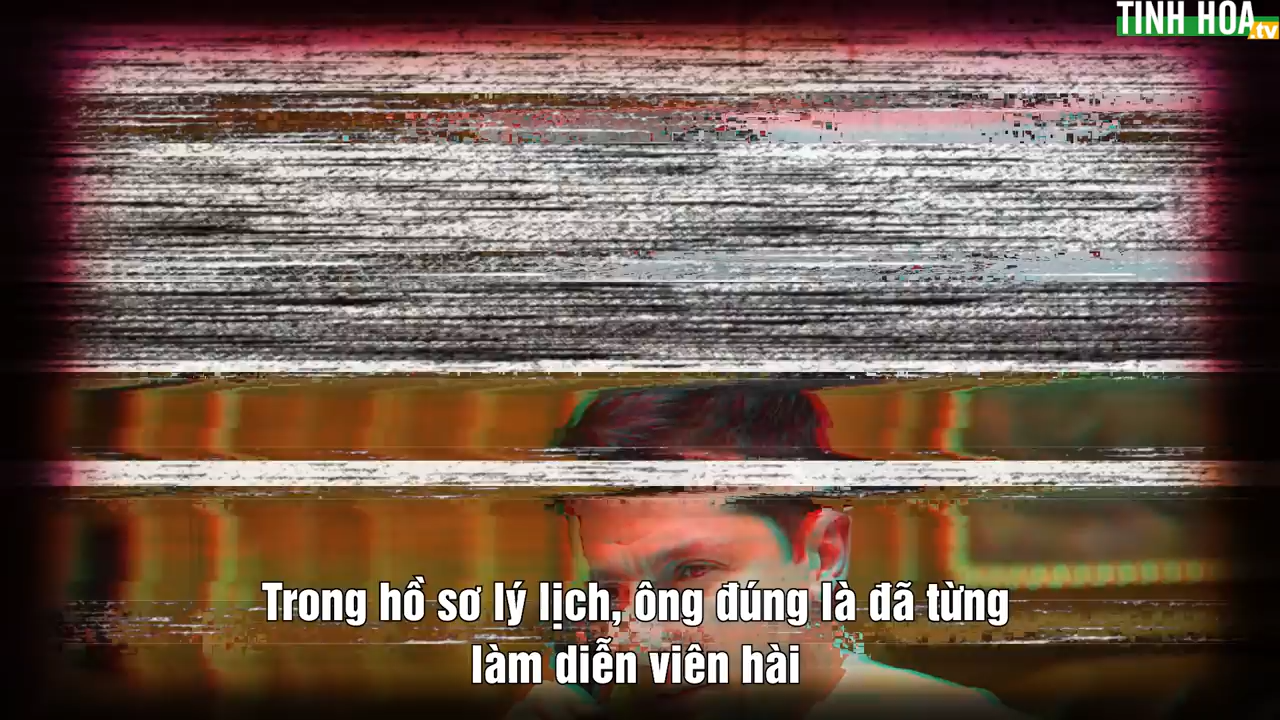 TINH HOA
.tv
Trong hồ sơ lý lịch, ông đúng là đã từng
làm diễn viên hài